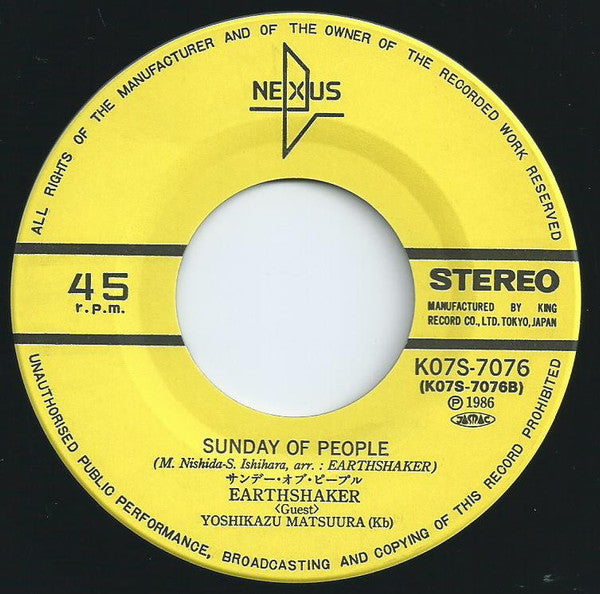 ALL RIGHTS OF THE MANUFACTURER AND OF THE OWNER OF THE RECORDED WORK RESERVED
NEXUS
45
r.p.m.
STEREO
MANUFACTURED BY KING
RECORD CO., LTD. TOKYO, JAPAN
K07S-7076
(K07S-7076B)
Ⓟ 1986
JASRAC
SUNDAY OF PEOPLE
(M. Nishida-S. Ishihara, arr. : EARTHSHAKER)
サンデー・オブ・ピープル
EARTHSHAKER
〈Guest〉
YOSHIKAZU MATSUURA (Kb)
UNAUTHORISED PUBLIC PERFORMANCE, BROADCASTING AND COPYING OF THIS RECORD PROHIBITED